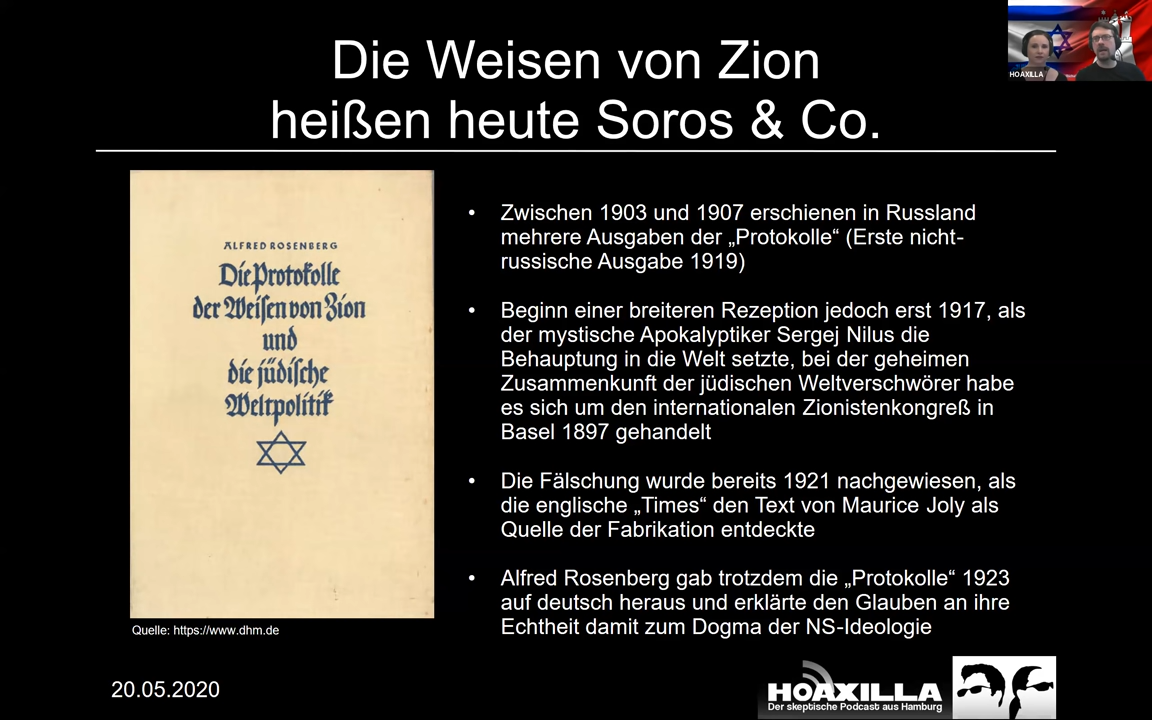 HOAXILLA
Die Weisen von Zion
heißen heute Soros & Co.
ALFRED ROSENBERG
Die Protokolle
der Weisen von Zion
und
die jüdische
Weltpolitik
Quelle: https://www.dhm.de
• Zwischen 1903 und 1907 erschienen in Russland
mehrere Ausgaben der „Protokolle“ (Erste nicht-
russische Ausgabe 1919)
• Beginn einer breiteren Rezeption jedoch erst 1917, als
der mystische Apokalyptiker Sergej Nilus die
Behauptung in die Welt setzte, bei der geheimen
Zusammenkunft der jüdischen Weltverschwörer habe
es sich um den internationalen Zionistenkongreß in
Basel 1897 gehandelt
• Die Fälschung wurde bereits 1921 nachgewiesen, als
die englische „Times“ den Text von Maurice Joly als
Quelle der Fabrikation entdeckte
• Alfred Rosenberg gab trotzdem die „Protokolle“ 1923
auf deutsch heraus und erklärte den Glauben an ihre
Echtheit damit zum Dogma der NS-Ideologie
20.05.2020
HOAXILLA
Der skeptische Podcast aus Hamburg